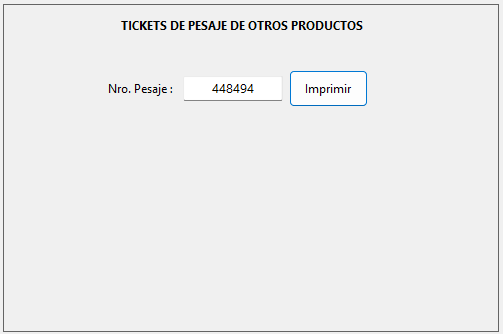 TICKETS DE PESAJE DE OTROS PRODUCTOS
Nro. Pesaje : 448494 Imprimir